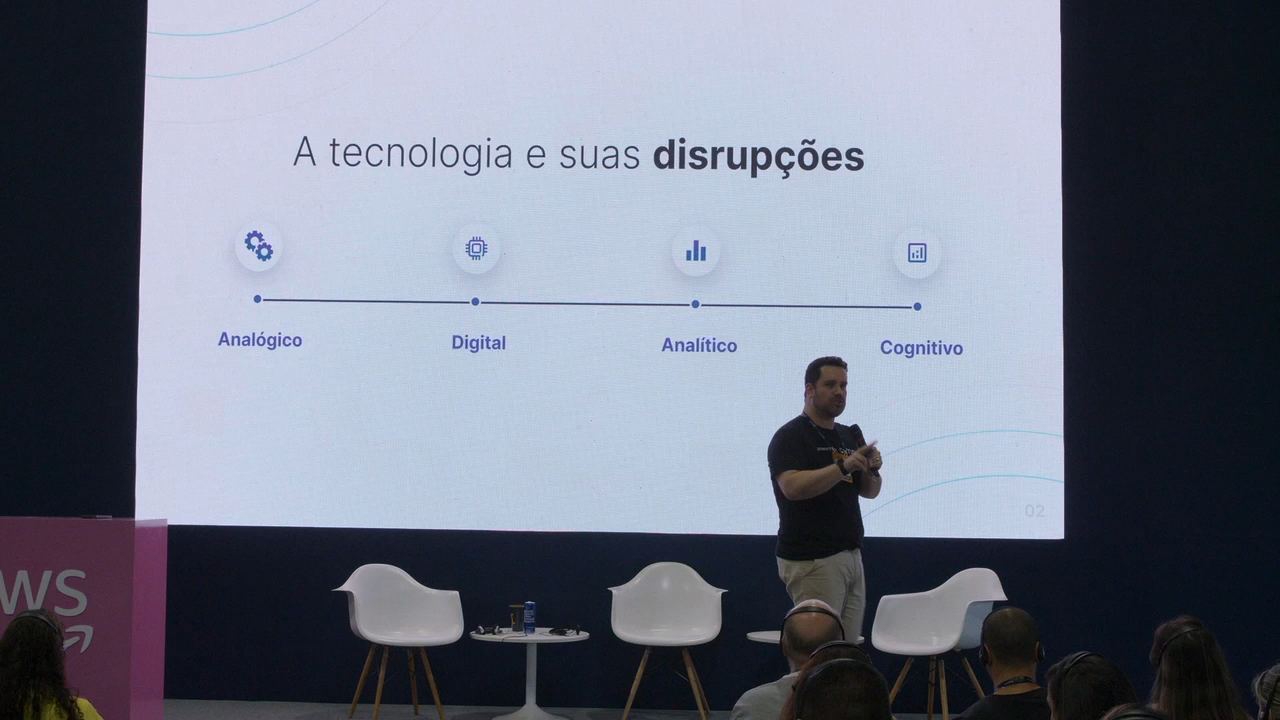 A tecnologia e suas disrupções
Analógico
Digital
Analítico
Cognitivo
02
WS